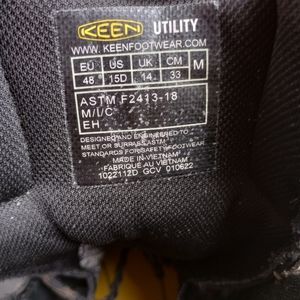 KEEN UTILITY
WWW.KEENFOOTWEAR.COM
EU US UK CM M
48 15D 14 33
ASTM F2413-18
M/I/C
EH
DESIGNED AND ENGINEERED TO
MEET OR SURPASS ASTM
STANDARDS FOR SAFETY FOOTWEAR
MADE IN VIETNAM
FABRIQUE AU VIETNAM
1022112D GCV 010622